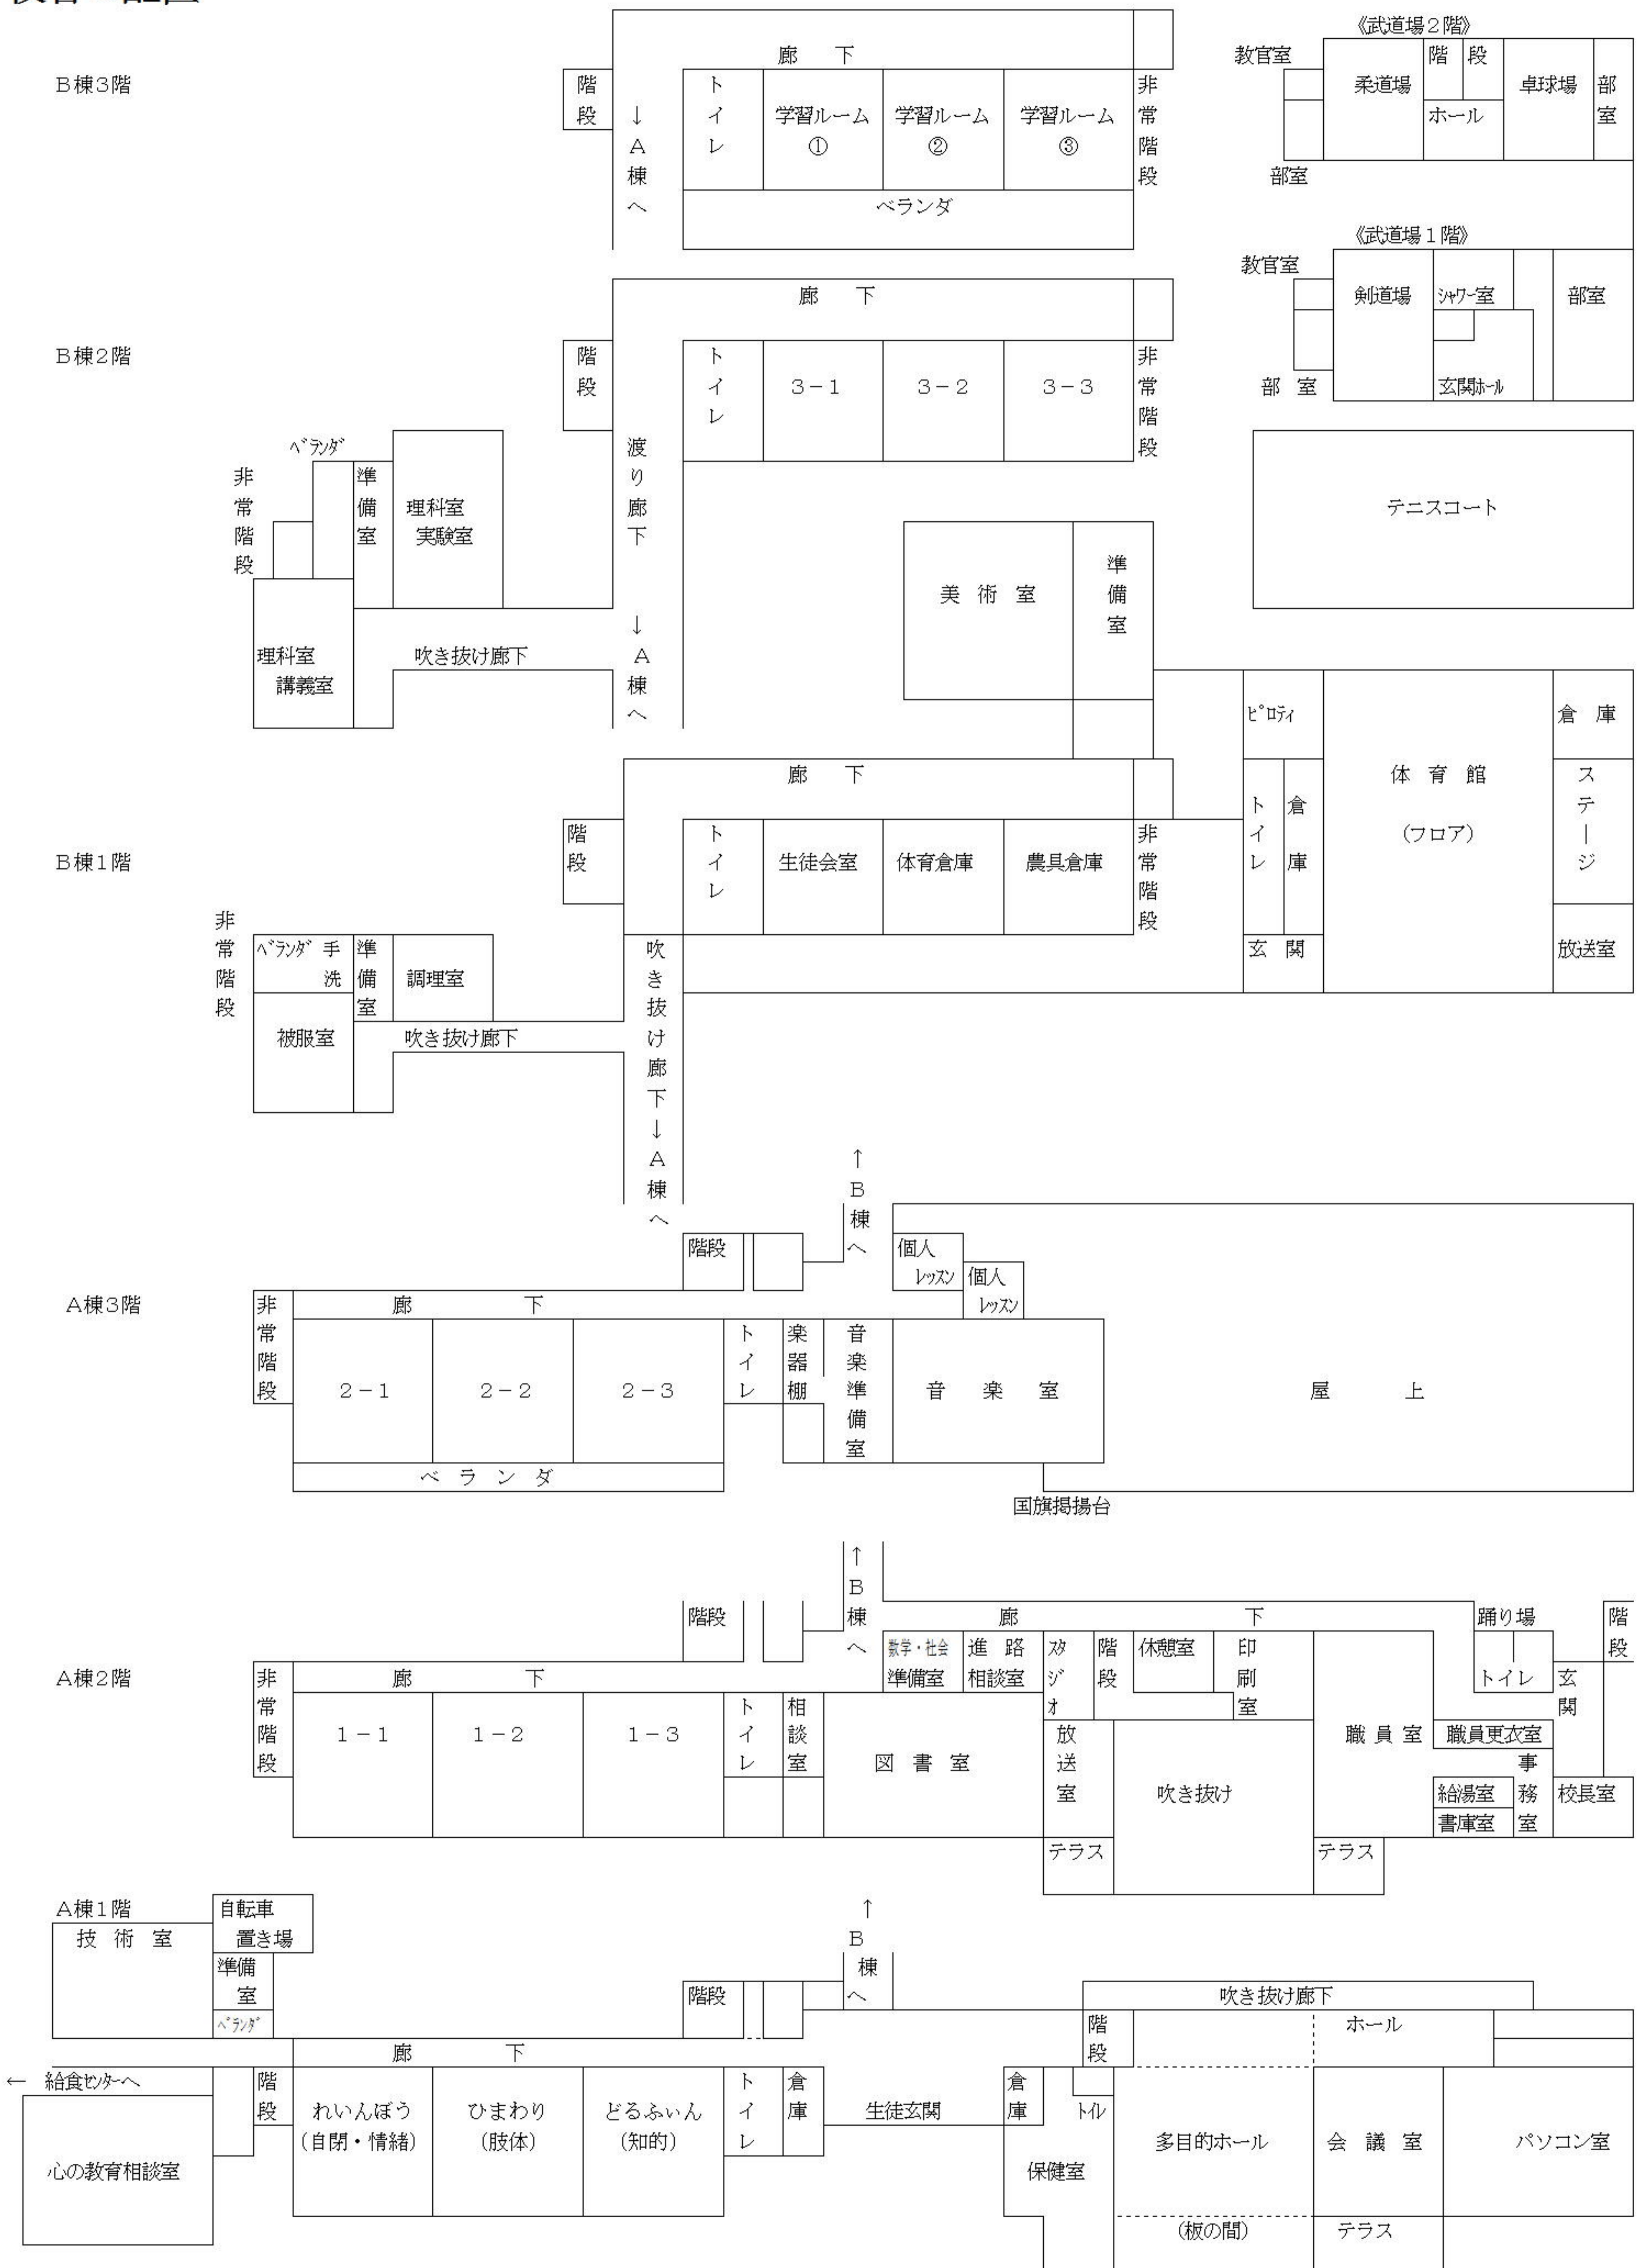 《武道場２階》
Ｂ棟3階
階段
廊　下
↓Ａ棟へ
トイレ
学習ルーム①
学習ルーム②
学習ルーム③
非常階段
ベランダ
教官室
柔道場
階段
ホール
卓球場
部室
部室
《武道場１階》
教官室
剣道場
ｼｬﾜｰ室
部室
部　室
玄関ﾎｰﾙ
Ｂ棟2階
階段
廊　下
トイレ
３－１
３－２
３－３
非常階段
渡り廊下
↓Ａ棟へ
ﾍﾞﾗﾝﾀﾞ
非常階段
準備室
理科室
実験室
理科室
講義室
吹き抜け廊下
テニスコート
美　術　室
準備室
ﾋﾟﾛﾃｨ
トイレ
倉庫
玄　関
体　育　館
(フロア)
倉　庫
ステージ
放送室
Ｂ棟1階
階段
廊　下
トイレ
生徒会室
体育倉庫
農具倉庫
非常階段
非常階段
ﾍﾞﾗﾝﾀﾞ
手洗
準備室
調理室
被服室
吹き抜け廊下
吹き抜け廊下↓Ａ棟へ
↑Ｂ棟へ
Ａ棟3階
階段
個人
ﾚｯｽﾝ
個人
ﾚｯｽﾝ
非常階段
廊　下
２－１
２－２
２－３
トイレ
楽器棚
音楽準備室
音　楽　室
屋　上
ベ　ラ　ン　ダ
国旗掲揚台
↑Ｂ棟へ
Ａ棟2階
階段
非常階段
廊　下
１－１
１－２
１－３
トイレ
相談室
廊　下
数学・社会
準備室
進　路
相談室
ｽﾀｼﾞｵ
階段
休憩室
印刷室
図　書　室
放送室
吹き抜け
テラス
職　員　室
テラス
踊り場
トイレ
玄関
階段
職員更衣室
事務室
給湯室
書庫室
校長室
Ａ棟1階
技　術　室
自転車
置き場
準備室
ﾍﾞﾗﾝﾀﾞ
↑Ｂ棟へ
階段
←　給食ｾﾝﾀｰへ
心の教育相談室
階段
廊　下
れいんぼう
(自閉・情緒)
ひまわり
(肢体)
どるふぃん
(知的)
トイレ
倉庫
生徒玄関
倉庫
保健室
吹き抜け廊下
階段
ﾄｲﾚ
ホール
多目的ホール
会　議　室
パソコン室
(板の間)
テラス